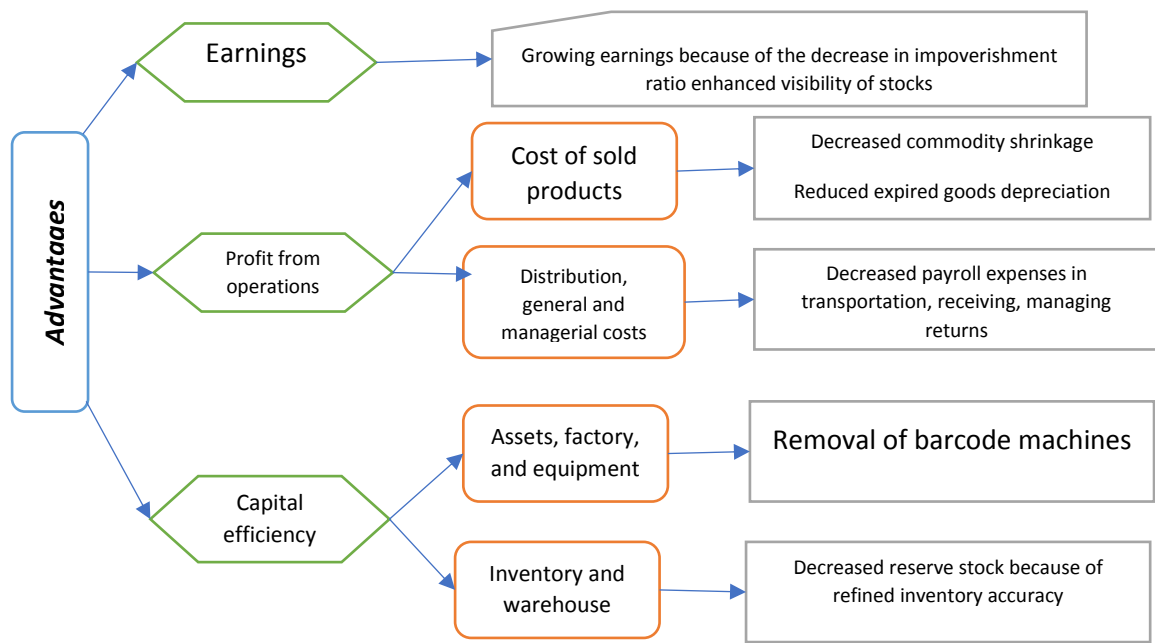 Advantaaes
Earnings
Growing earnings because of the decrease in impoverishment
ratio enhanced visibility of stocks
Profit from
operations
Cost of sold
products
Decreased commodity shrinkage
Reduced expired goods depreciation
Distribution,
general and
managerial costs
Decreased payroll expenses in
transportation, receiving, managing
returns
Capital
efficiency
Assets, factory,
and equipment
Removal of barcode machines
Inventory and
warehouse
Decreased reserve stock because of
refined inventory accuracy